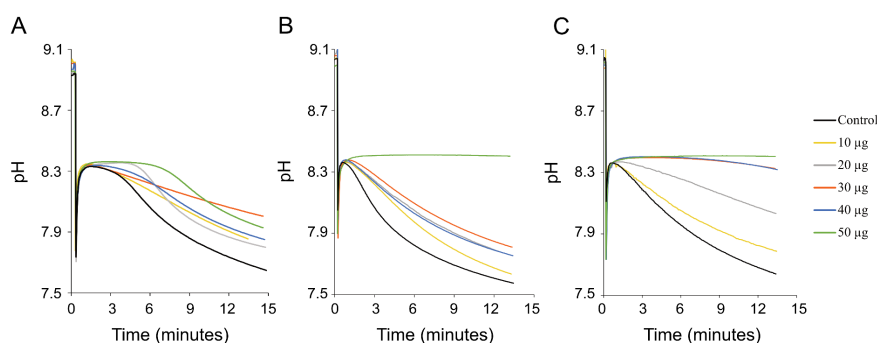 A B C
9.1 9.1 9.1
8.7 8.7 8.7
8.3 8.3 8.3
7.9 7.9 7.9
7.5 7.5 7.5
pH pH pH
0 3 6 9 12 15 0 3 6 9 12 15 0 3 6 9 12 15
Time (minutes) Time (minutes) Time (minutes)
Control
10 µg
20 µg
30 µg
40 µg
50 µg